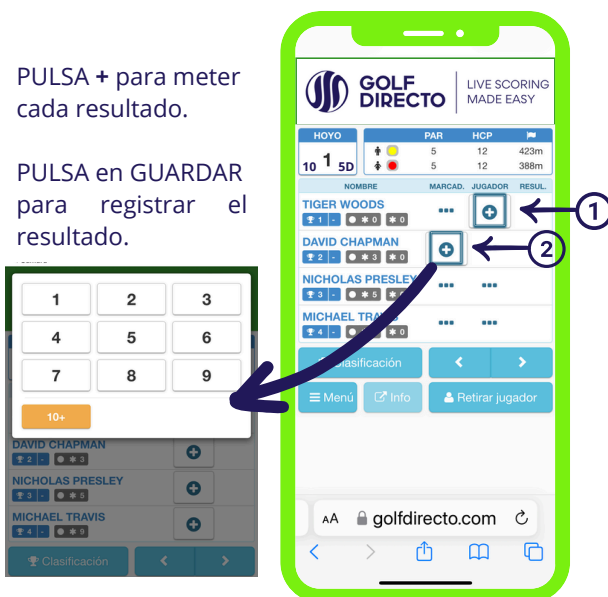 PULSA + para meter
cada resultado.
PULSA en GUARDAR
para registrar el
resultado.
1 2 3
4 5 6
7 8 9
10+
DAVID CHAPMAN
2 - 3
NICHOLAS PRESLEY
3 - 5
MICHAEL TRAVIS
4 - 9
Clasificación < >
GOLF
DIRECTO
LIVE SCORING
MADE EASY
HOYO PAR HCP
10 1 5D
5 12 423m
5 12 388m
NOMBRE MARCAD. JUGADOR RESUL.
TIGER WOODS
1 - * 0 * 0
... +
1
DAVID CHAPMAN
2 - * 3 * 0
+
2
NICHOLAS PRESLEY
3 - * 5
... ...
MICHAEL TRAVIS
4 - * 0
... ...
Clasificación < >
Menú Info Retirar jugador
AA golfdirecto.com